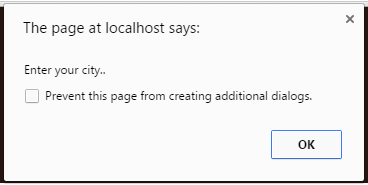 The page at localhost says:
Enter your city..
Prevent this page from creating additional dialogs.
OK